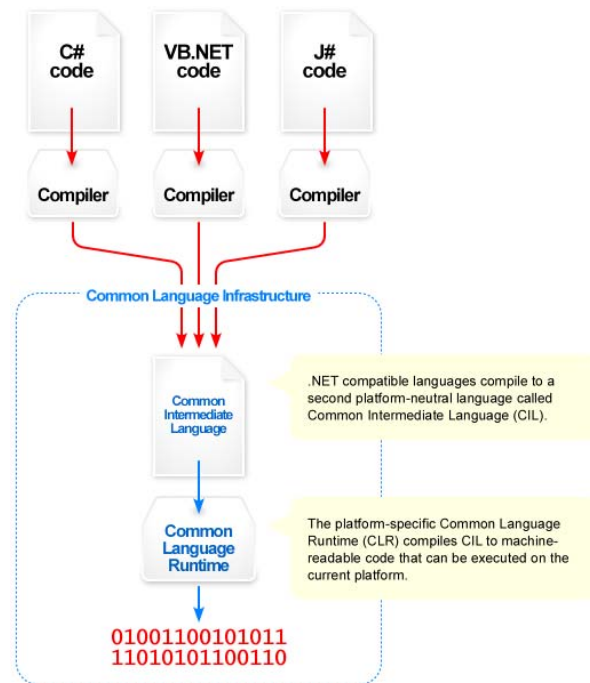 C#
code
VB.NET
code
J#
code
Compiler
Compiler
Compiler
Common Language Infrastructure
Common
Intermediate
Language
.NET compatible languages compile to a
second platform-neutral language called
Common Intermediate Language (CIL).
Common
Language
Runtime
The platform-specific Common Language
Runtime (CLR) compiles CIL to machine-
readable code that can be executed on the
current platform.
01001100101011
11010101100110